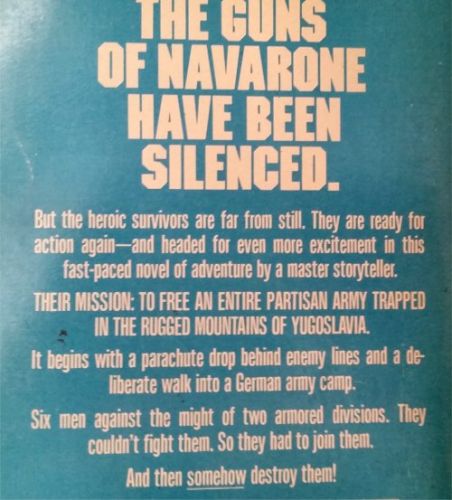 THE GUNS
OF NAVARONE
HAVE BEEN
SILENCED.
But the heroic survivors are far from still. They are ready for
action again—and headed for even more excitement in this
fast-paced novel of adventure by a master storyteller.
THEIR MISSION: TO FREE AN ENTIRE PARTISAN ARMY TRAPPED
IN THE RUGGED MOUNTAINS OF YUGOSLAVIA.
It begins with a parachute drop behind enemy lines and a de-
liberate walk into a German army camp.
Six men against the might of two armored divisions. They
couldn't fight them. So they had to join them.
And then somehow destroy them!